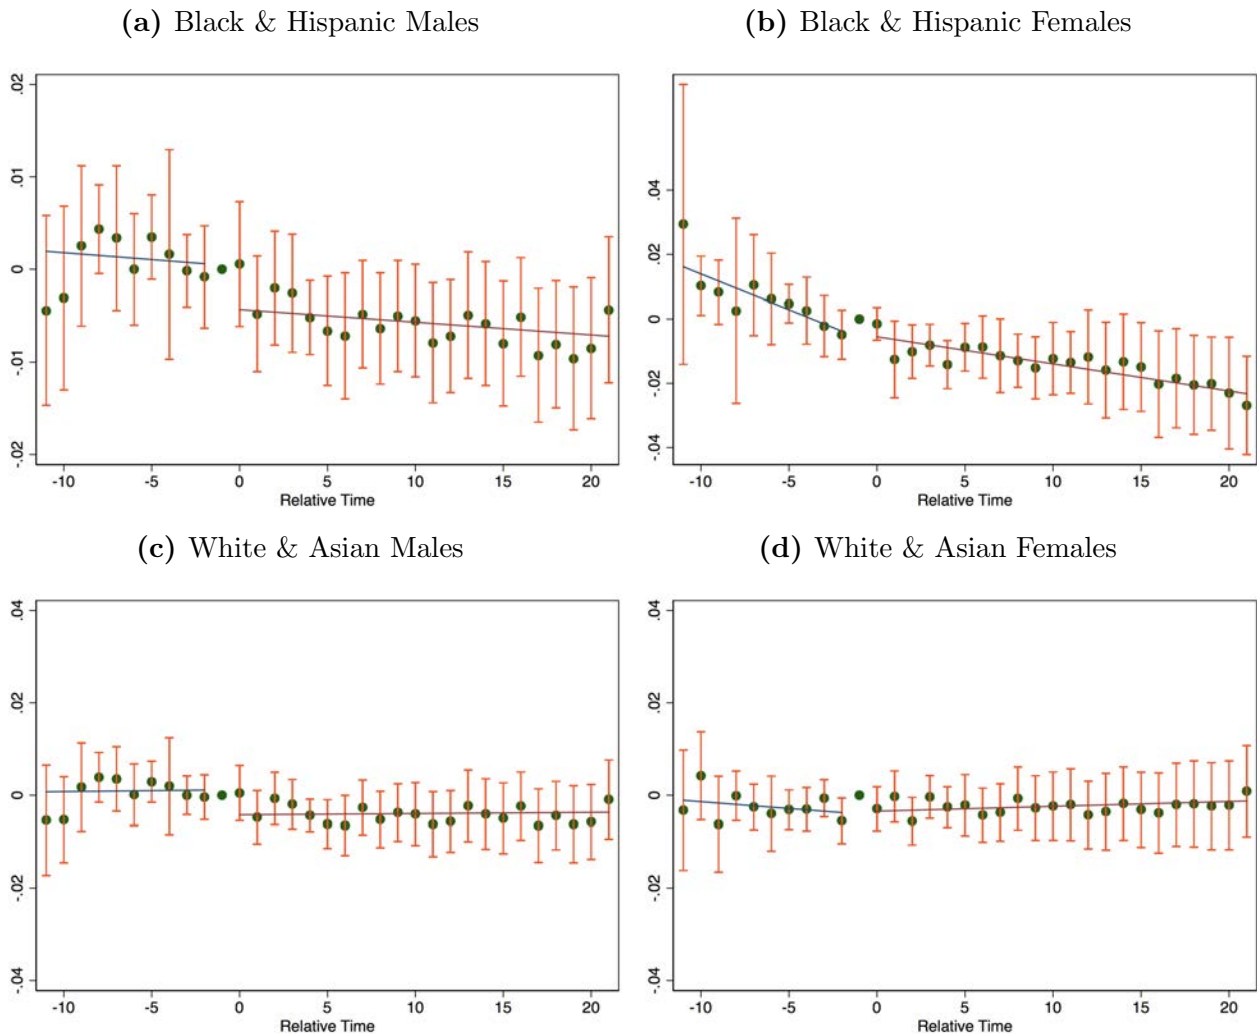 (a) Black & Hispanic Males
(b) Black & Hispanic Females
.02
.01
0
-.01
-.02
-10 -5 0 5 10 15 20
Relative Time
.04
.02
0
-.02
-.04
-10 -5 0 5 10 15 20
Relative Time
(c) White & Asian Males
(d) White & Asian Females
.04
.02
0
-.02
-.04
-10 -5 0 5 10 15 20
Relative Time
.04
.02
0
-.02
-.04
-10 -5 0 5 10 15 20
Relative Time